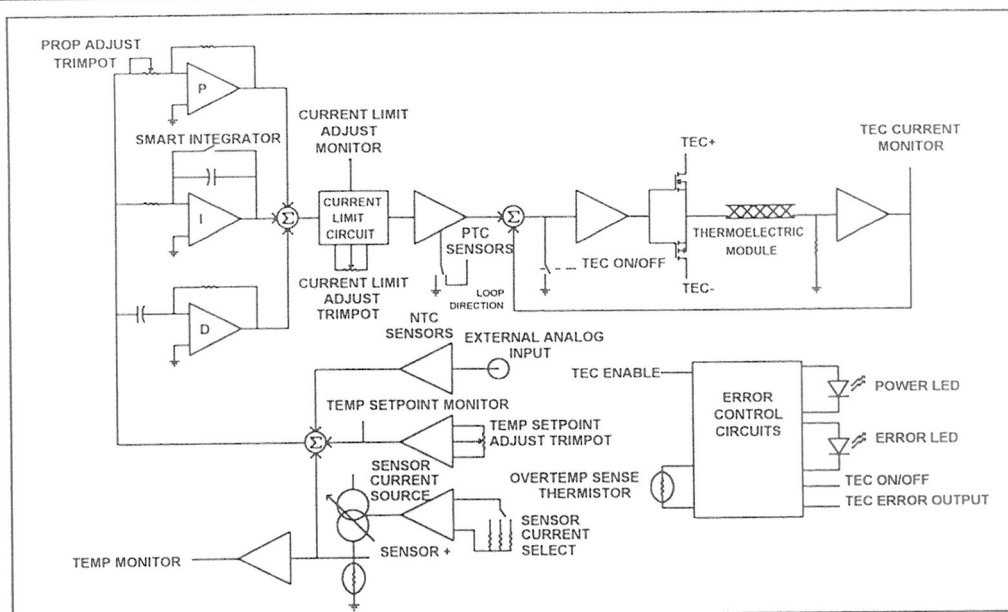 PROP ADJUST
TRIMPOT
P
SMART INTEGRATOR
I
D
Σ
CURRENT LIMIT
ADJUST
MONITOR
CURRENT
LIMIT
CIRCUIT
CURRENT LIMIT
ADJUST
TRIMPOT
PTC
SENSORS
NTC
SENSORS
LOOP
DIRECTION
Σ
TEC ON/OFF
TEC+
TEC-
THERMOELECTRIC
MODULE
TEC CURRENT
MONITOR
EXTERNAL ANALOG
INPUT
TEMP SETPOINT MONITOR
Σ
TEMP SETPOINT
ADJUST TRIMPOT
SENSOR
CURRENT
SOURCE
SENSOR
CURRENT
SELECT
SENSOR +
TEMP MONITOR
TEC ENABLE
ERROR
CONTROL
CIRCUITS
OVERTEMP SENSE
THERMISTOR
POWER LED
ERROR LED
TEC ON/OFF
TEC ERROR OUTPUT